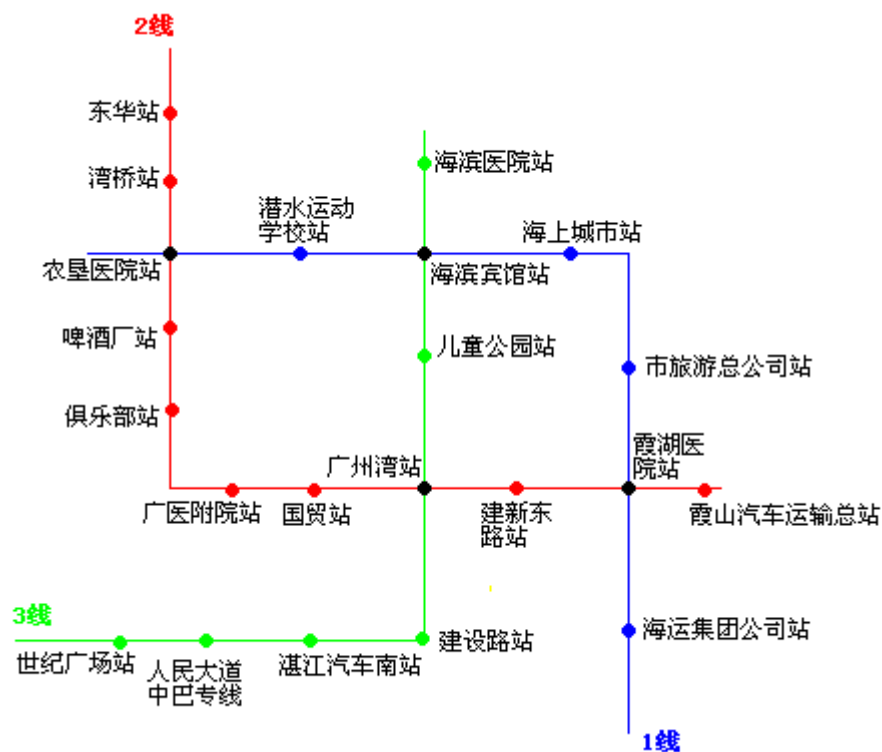 2线
东华站
海滨医院站
湾桥站
潜水运动
学校站
海上城市站
农垦医院站
海滨宾馆站
啤酒厂站
儿童公园站
市旅游总公司站
俱乐部站
广州湾站
霞湖医
院站
广医附院站
国贸站
建新东
路站
霞山汽车运输总站
3线
建设路站
海运集团公司站
世纪广场站
人民大道
中巴专线
湛江汽车南站
1线